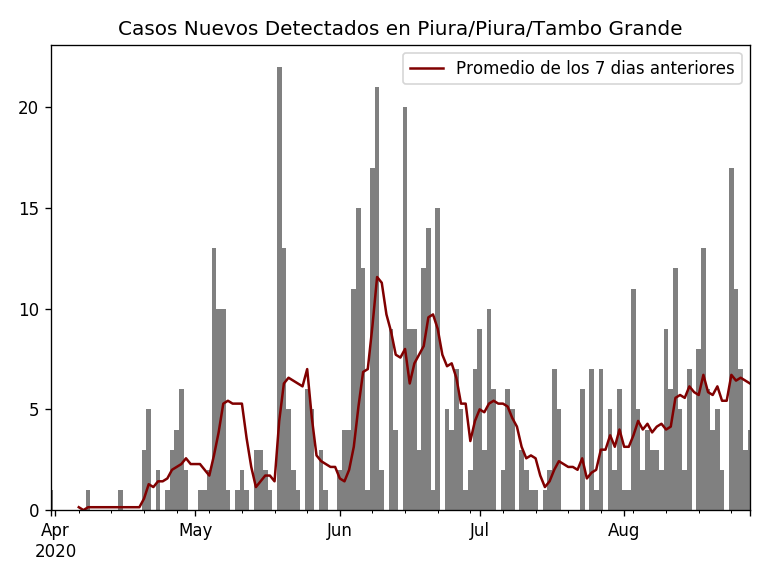 Casos Nuevos Detectados en Piura/Piura/Tambo Grande
Promedio de los 7 dias anteriores
20
15
10
5
0
Apr May Jun Jul Aug
2020